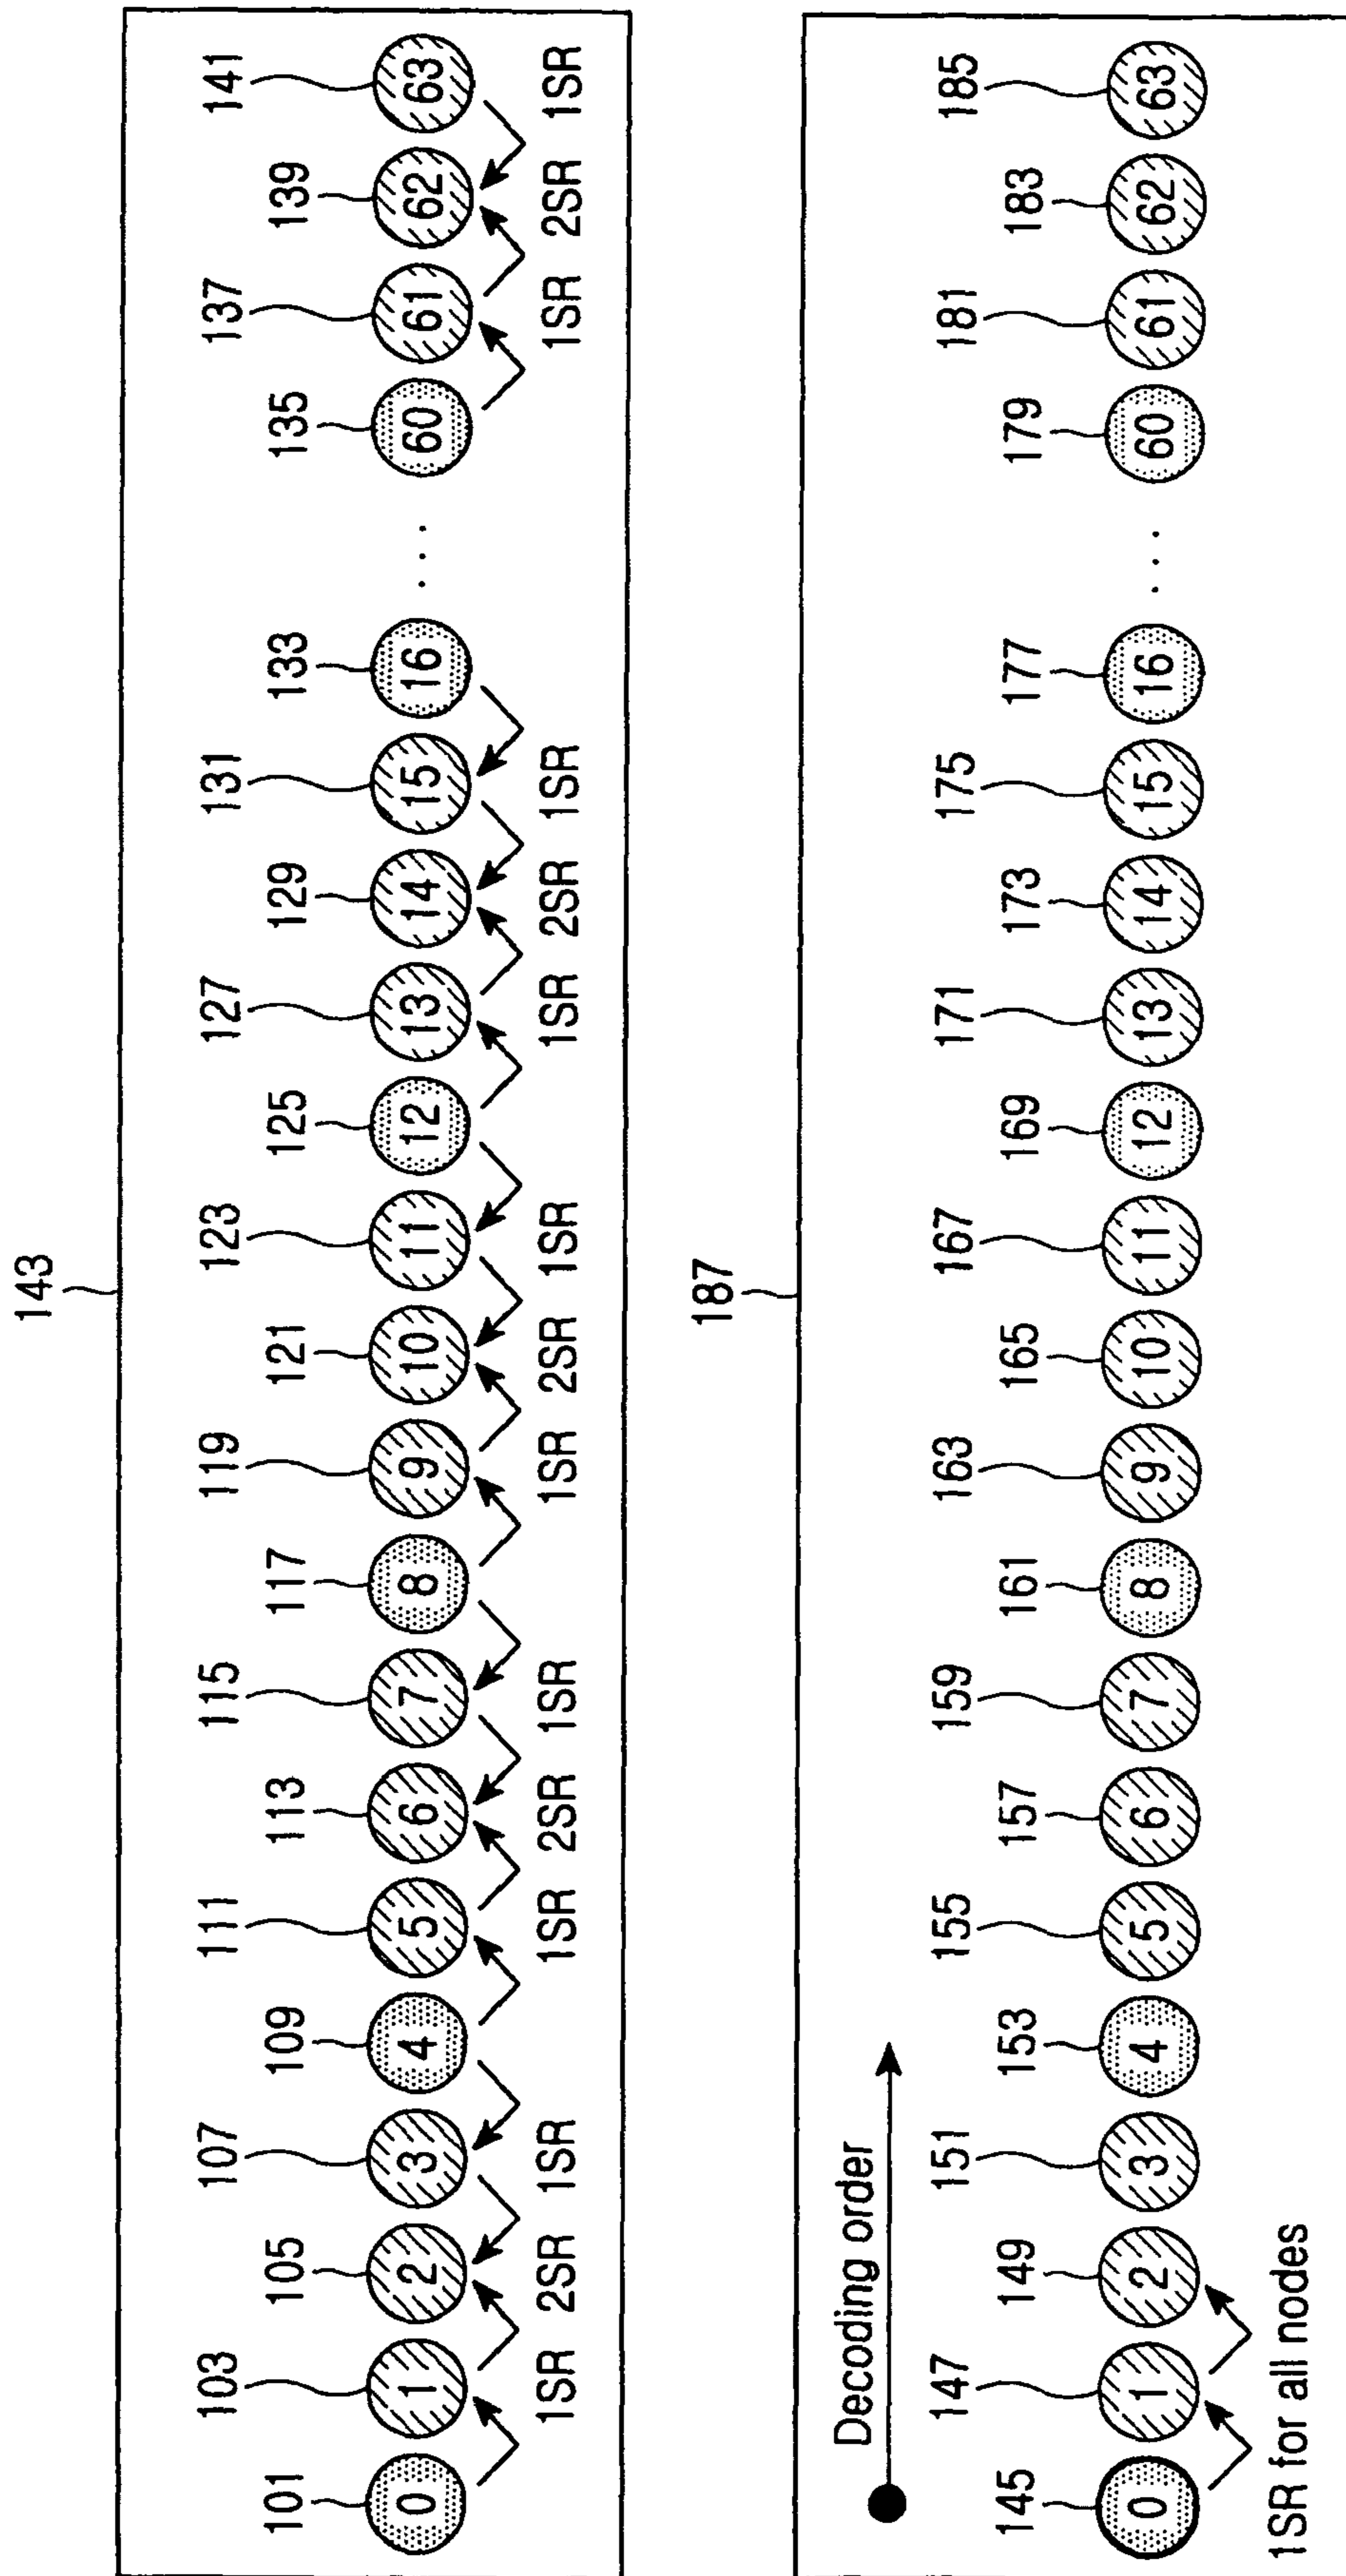 143
101 103 105 107 109 111 113 115 117 119 121 123 125 127 129 131 133 135 137 139 141
0 1 2 3 4 5 6 7 8 9 10 11 12 13 14 15 16 ... 60 61 62 63
1SR 2SR 1SR 1SR 2SR 1SR 1SR 2SR 1SR 1SR 2SR 1SR 1SR 2SR 1SR
187
Decoding order
145 147 149 151 153 155 157 159 161 163 165 167 169 171 173 175 177 179 181 183 185
0 1 2 3 4 5 6 7 8 9 10 11 12 13 14 15 16 ... 60 61 62 63
1SR for all nodes